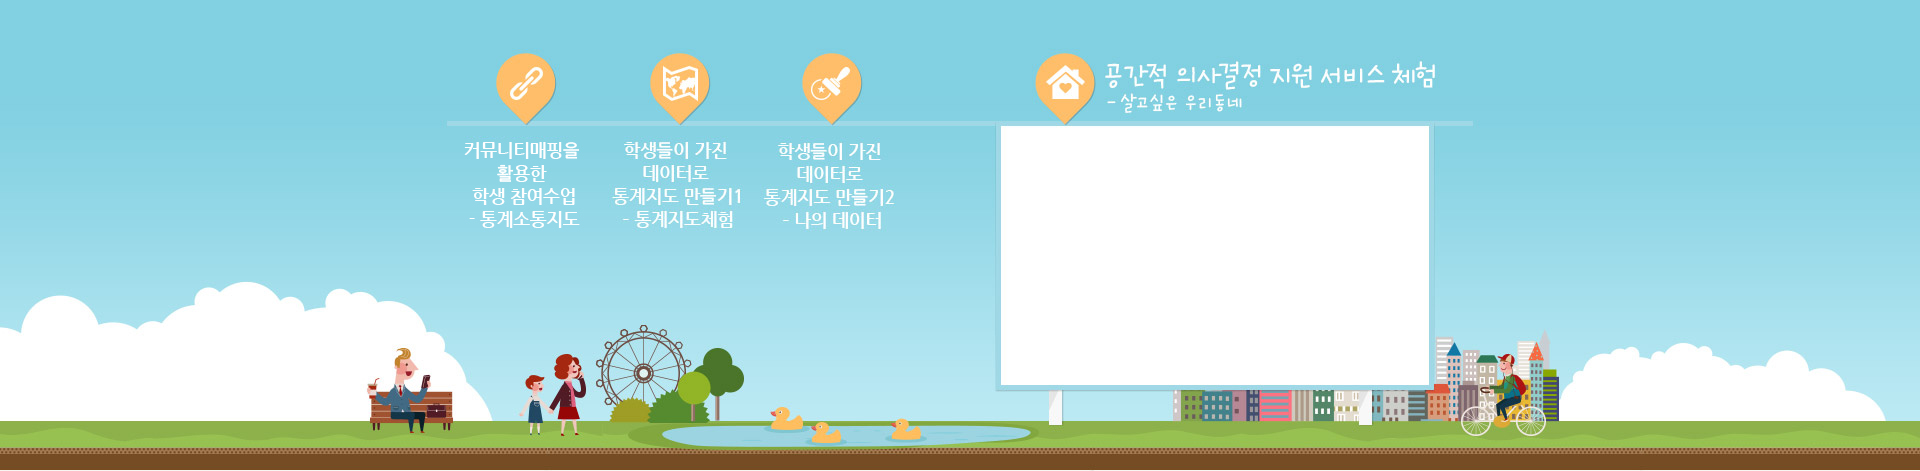 커뮤니티매핑을
활용한
학생 참여수업
- 통계소통지도
학생들이 가진
데이터로
통계지도 만들기1
- 통계지도체험
학생들이 가진
데이터로
통계지도 만들기2
- 나의 데이터
공간적 의사결정 지원 서비스 체험
- 살고싶은 우리동네